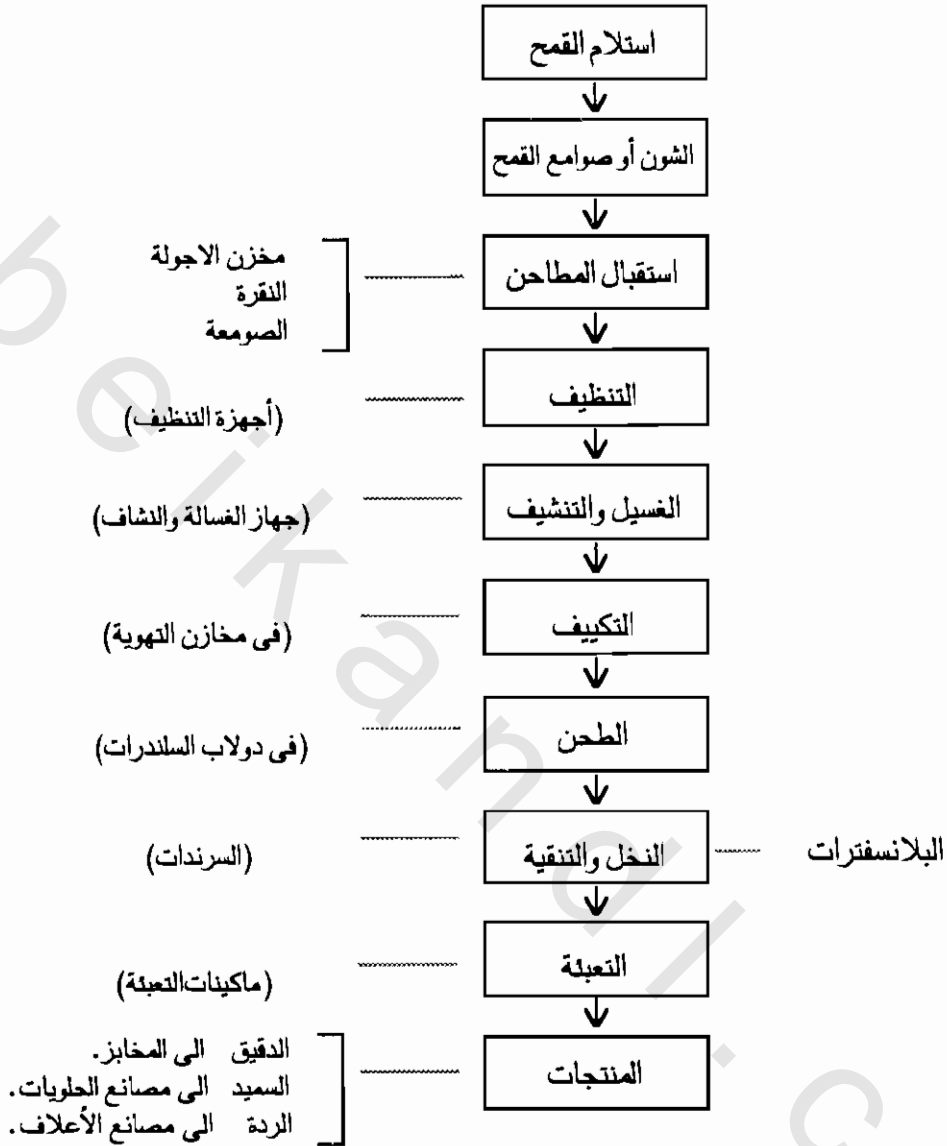 استلام القمح
الشون أو صوامع القمح
استقبال المطاحن
مخزن الاجولة
النقرة
الصومعة
التنظيف
(أجهزة التنظيف)
الغسيل والتنشيف
(جهاز الغسالة والنشاف)
التكييف
(فى مخازن التهوية)
الطحن
(فى دولاب السلندرات)
البلانسفترات
النخل والتنقية
(السرندات)
التعبئة
(ماكينات التعبئة)
المنتجات
الدقيق الى المخابز.
السميد الى مصانع الحلويات.
الردة الى مصانع الأعلاف.
beikandl.c